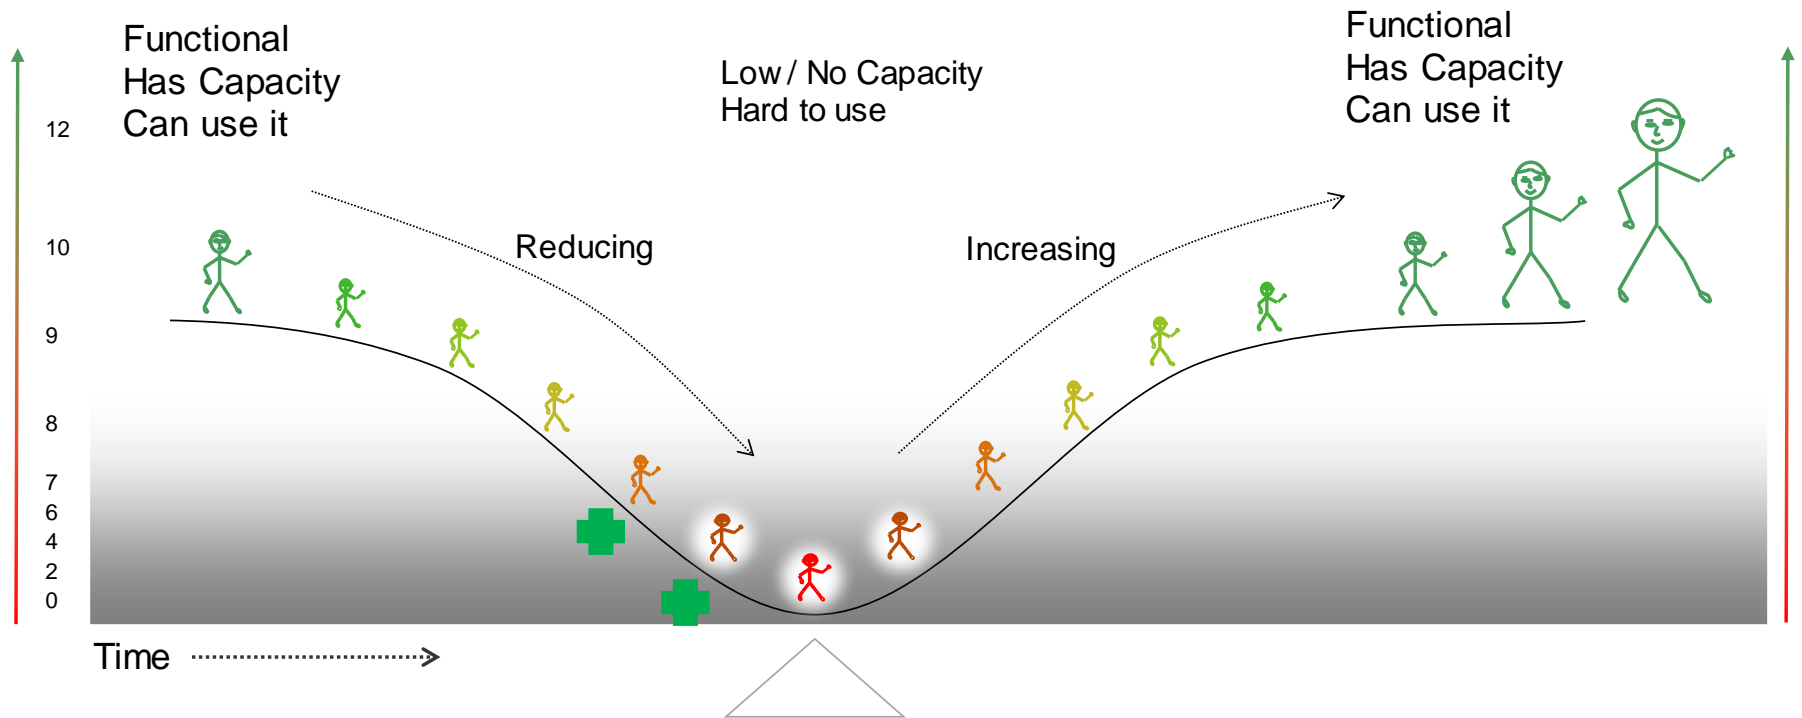 Functional
Has Capacity
Can use it
Low / No Capacity
Hard to use
Functional
Has Capacity
Can use it
12
10
9
8
7
6
4
2
0
Reducing
Increasing
Time